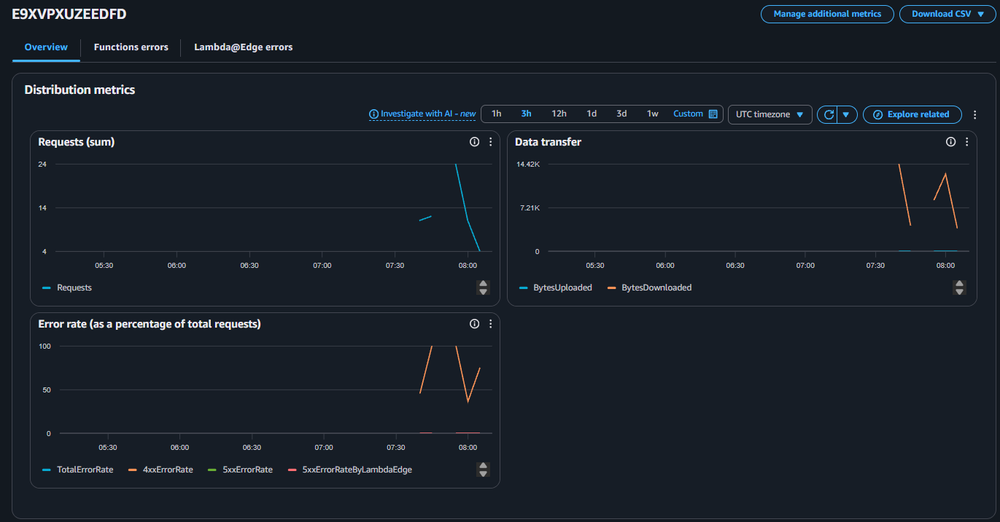 E9XVPXUZEEDFD
Manage additional metrics
Download CSV
Overview
Functions errors
Lambda@Edge errors
Distribution metrics
Investigate with AI - new
1h 3h 12h 1d 3d 1w Custom
UTC timezone
Explore related
Requests (sum)
24
14
4
05:30 06:00 06:30 07:00 07:30 08:00
Requests
Data transfer
14.42K
7.21K
0
05:30 06:00 06:30 07:00 07:30 08:00
BytesUploaded BytesDownloaded
Error rate (as a percentage of total requests)
100
50
0
05:30 06:00 06:30 07:00 07:30 08:00
TotalErrorRate 4xxErrorRate 5xxErrorRate 5xxErrorRateByLambdaEdge